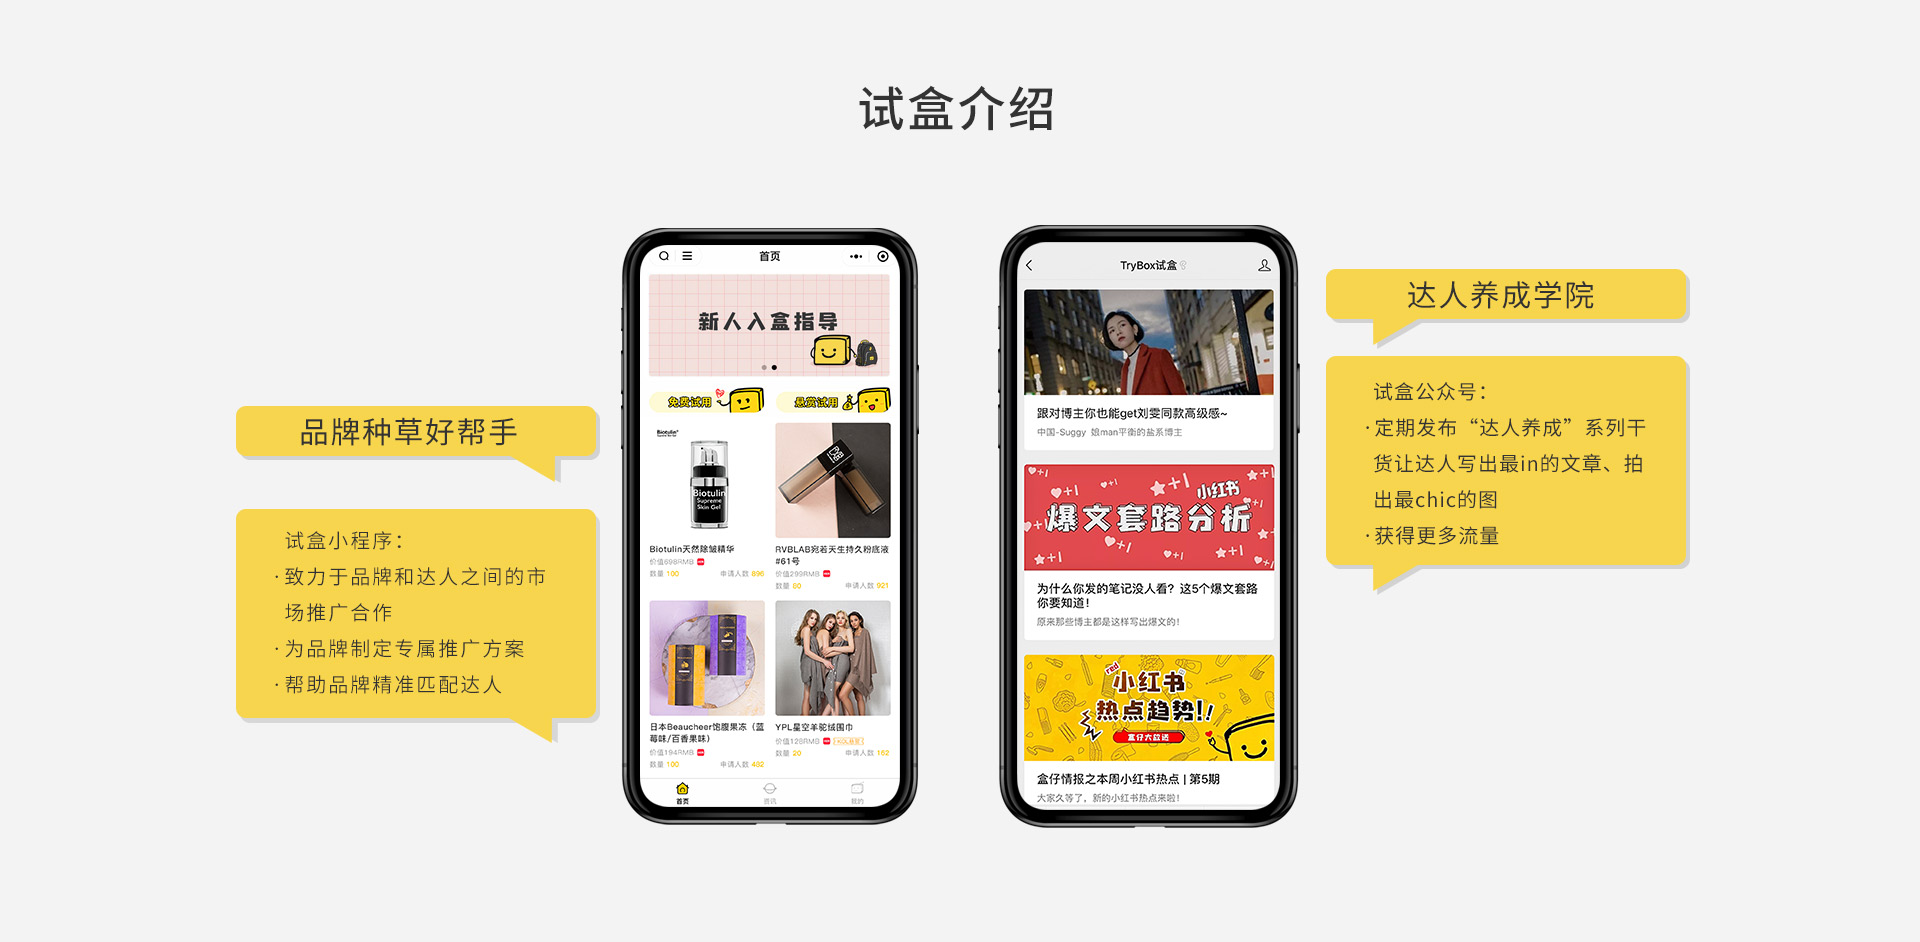 试盒介绍
品牌种草好帮手
试盒小程序：
·致力于品牌和达人之间的市
场推广合作
·为品牌制定专属推广方案
·帮助品牌精准匹配达人
首页
新人入盒指导
免费试用
悬赏试用
Biotulin
Biotulin
Supreme
Skin Gel
Biotulin天然除皱精华
价值698RMB
数量 100 申请人数 896
RVBLAB宛若天生持久粉底液
#61号
价值299RMB
数量 80 申请人数 921
日本Beaucheer饱腹果冻（蓝
莓味/百香果味）
价值194RMB
数量 100 申请人数 402
YPL星空羊驼绒围巾
价值128RMB
数量 20 申请人数 162
首页
资讯
我的
TryBox试盒
跟对博主你也能get刘雯同款高级感~
中国-Suggy 娘man平衡的盐系博主
小红书
爆文套路分析
为什么你发的笔记没人看？这5个爆文套路
你要知道！
原来那些博主都是这样写出爆文的！
red
小红书
热点趋势!!
盒仔大放送
盒仔情报之本周小红书热点 | 第5期
大家久等了，新的小红书热点来啦！
达人养成学院
试盒公众号：
·定期发布“达人养成”系列干
货让达人写出最in的文章、拍
出最chic的图
·获得更多流量